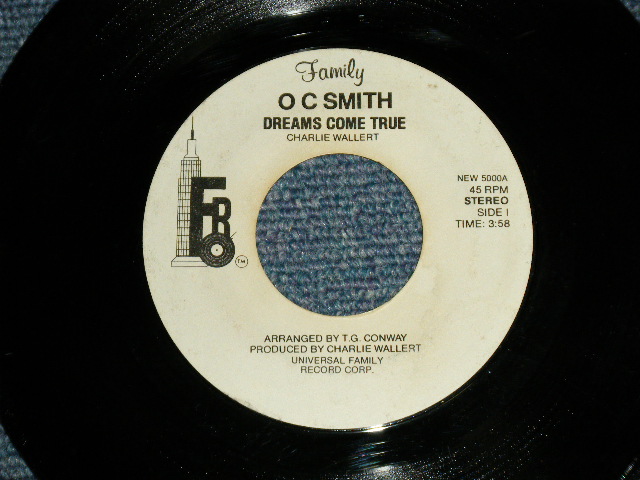 Family
O C SMITH
DREAMS COME TRUE
CHARLIE WALLERT
NEW 5000A
45 RPM
STEREO
SIDE I
TIME: 3:58
FRC
TM
ARRANGED BY T.G. CONWAY
PRODUCED BY CHARLIE WALLERT
UNIVERSAL FAMILY
RECORD CORP.